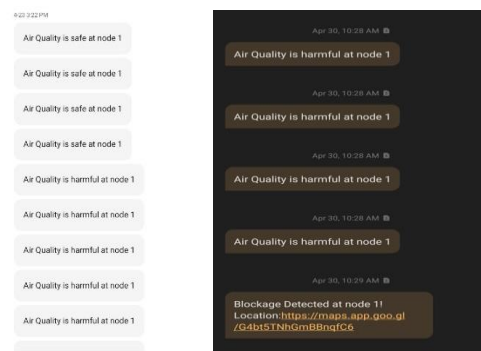 4-23 3:22 PM
Air Quality is safe at node 1
Air Quality is safe at node 1
Air Quality is safe at node 1
Air Quality is safe at node 1
Air Quality is harmful at node 1
Air Quality is harmful at node 1
Air Quality is harmful at node 1
Air Quality is harmful at node 1
Air Quality is harmful at node 1
Apr 30, 10:28 AM
Air Quality is harmful at node 1
Apr 30, 10:28 AM
Air Quality is harmful at node 1
Apr 30, 10:28 AM
Air Quality is harmful at node 1
Apr 30, 10:28 AM
Air Quality is harmful at node 1
Apr 30, 10:29 AM
Blockage Detected at node 1!
Location:https://maps.app.goo.gl
/G4bt5TNhGmBBnqfC6